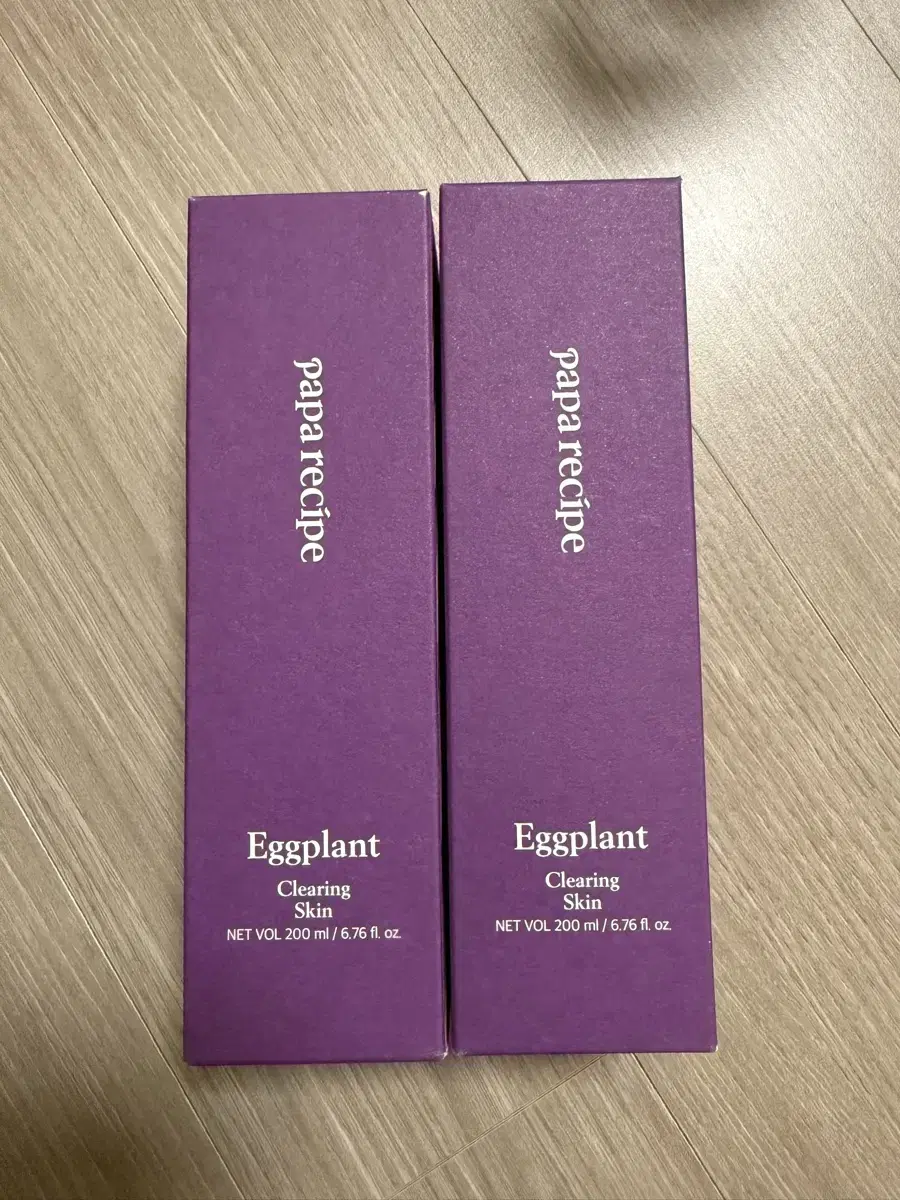 papa recipe
Eggplant
Clearing
Skin
NET VOL 200 ml / 6.76 fl. oz.
papa recipe
Eggplant
Clearing
Skin
NET VOL 200 ml / 6.76 fl. oz.